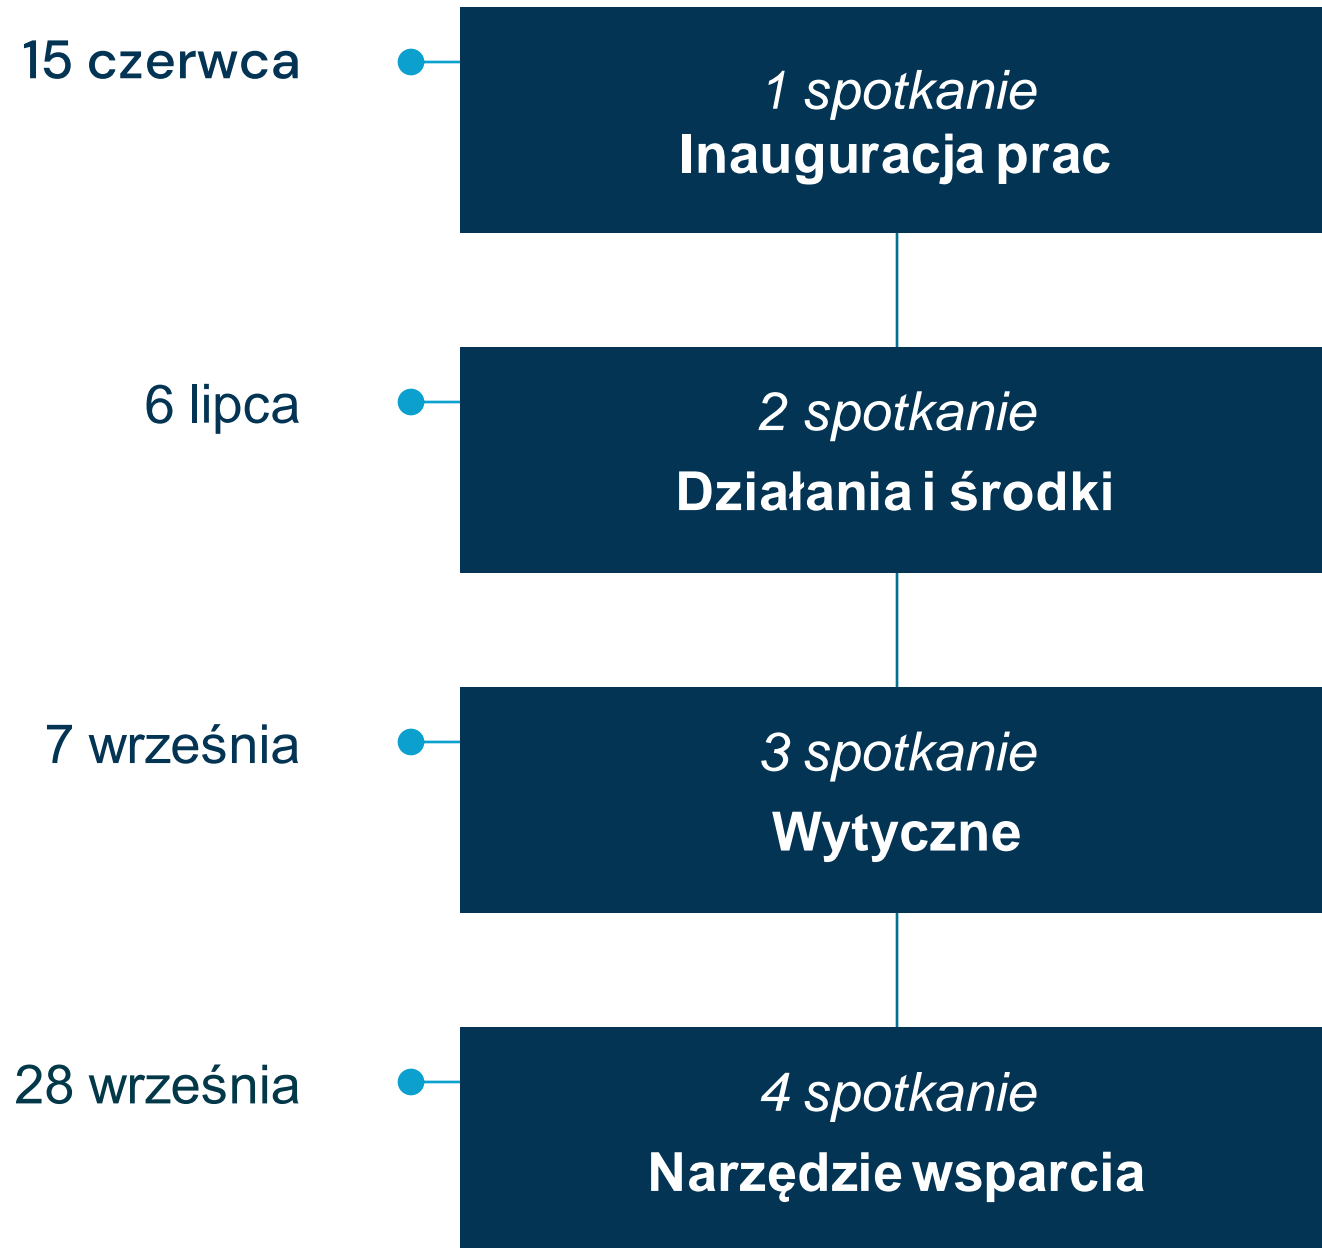 15 czerwca
1 spotkanie
Inauguracja prac
6 lipca
2 spotkanie
Działania i środki
7 września
3 spotkanie
Wytyczne
28 września
4 spotkanie
Narzędzie wsparcia